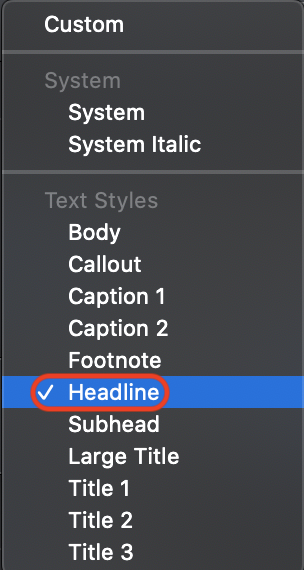 Custom
System
System
System Italic
Text Styles
Body
Callout
Caption 1
Caption 2
Footnote
✓ Headline
Subhead
Large Title
Title 1
Title 2
Title 3